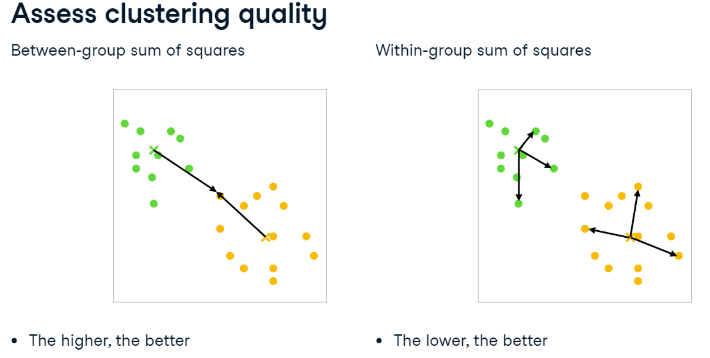 Assess clustering quality
Between-group sum of squares
Within-group sum of squares
• The higher, the better
• The lower, the better